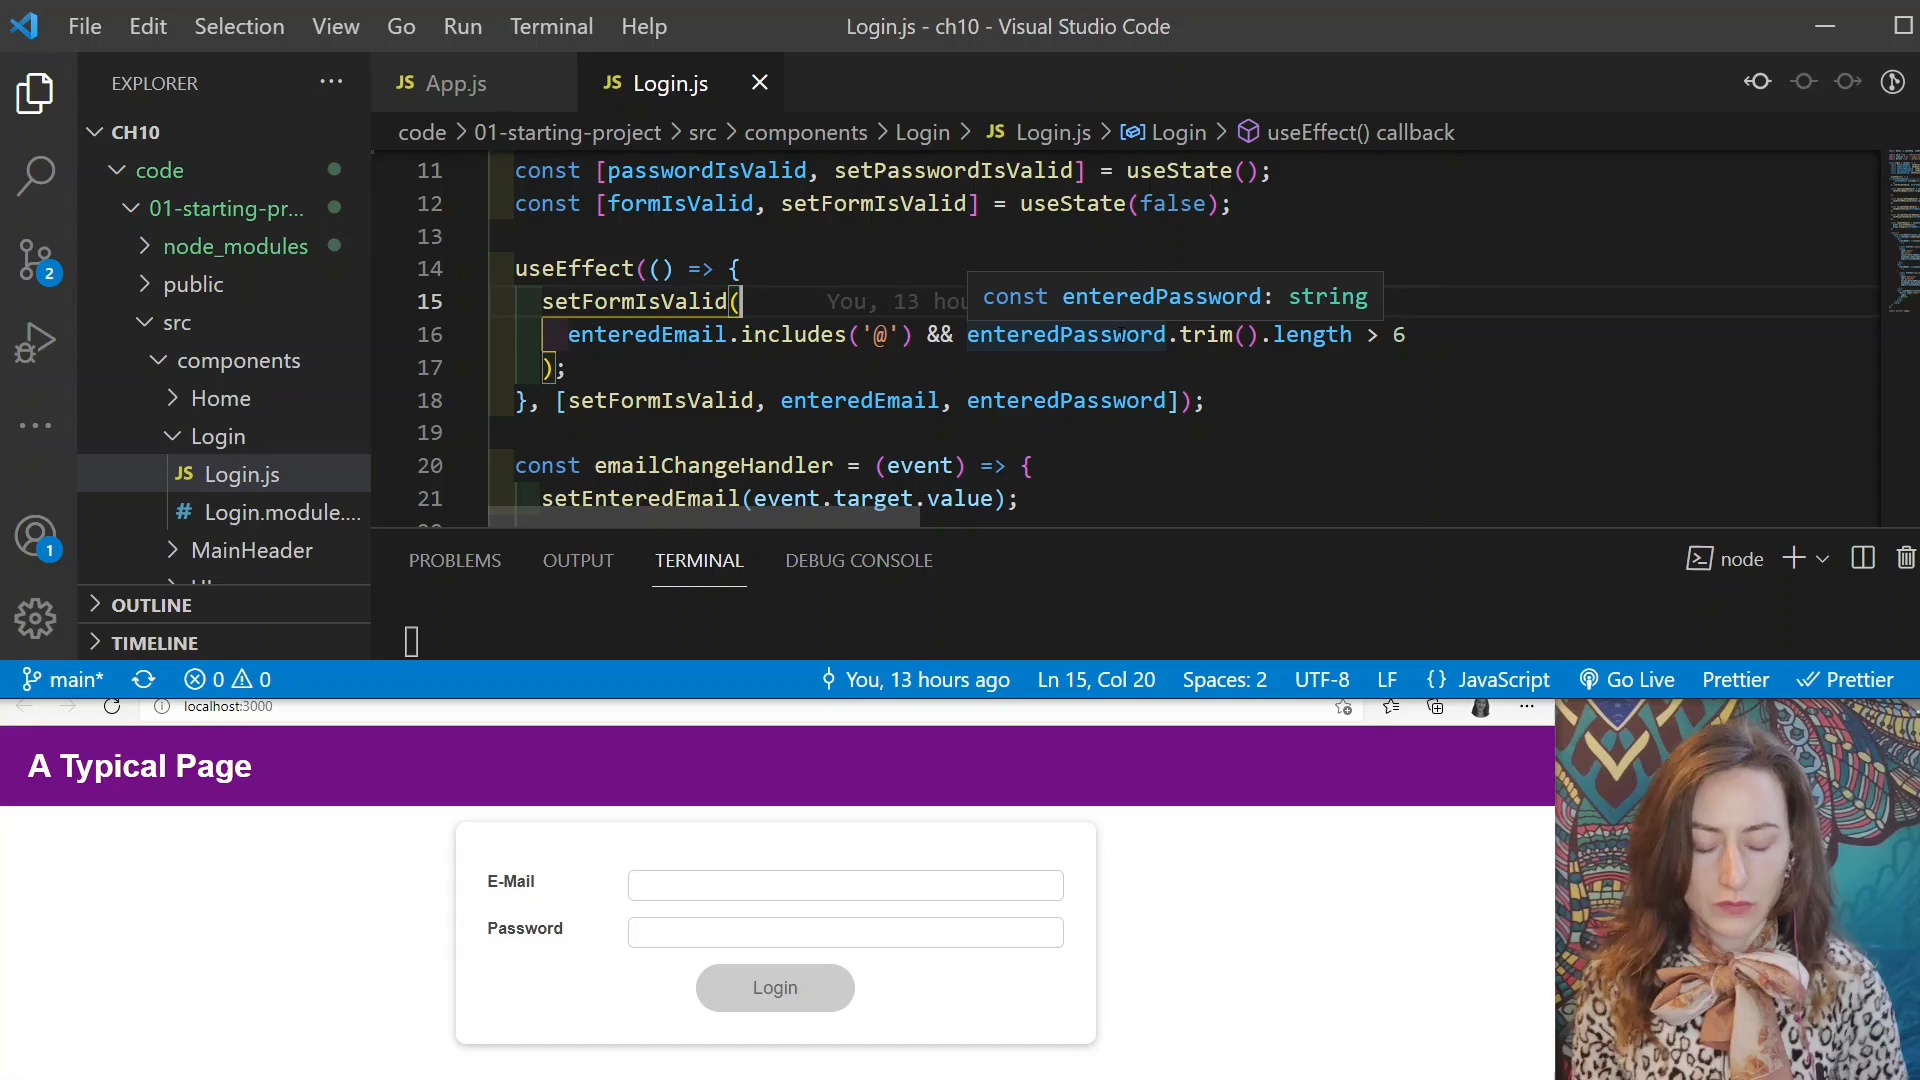 File Edit Selection View Go Run Terminal Help
Login.js - ch10 - Visual Studio Code
EXPLORER
JS App.js
JS Login.js
CH10
code > 01-starting-project > src > components > Login > JS Login.js > Login > useEffect() callback
code
01-starting-pr...
node_modules
public
src
components
Home
Login
JS Login.js
# Login.module....
MainHeader
OUTLINE
TIMELINE
2
1
11 const [passwordIsValid, setPasswordIsValid] = useState();
12 const [formIsValid, setFormIsValid] = useState(false);
13
14 useEffect(() => {
const enteredPassword: string
15 setFormIsValid( You, 13 hou
16 enteredEmail.includes('@') && enteredPassword.trim().length > 6
17 );
18 }, [setFormIsValid, enteredEmail, enteredPassword]);
19
20 const emailChangeHandler = (event) => {
21 setEnteredEmail(event.target.value);
PROBLEMS OUTPUT TERMINAL DEBUG CONSOLE
node
main* 0 0
You, 13 hours ago Ln 15, Col 20 Spaces: 2 UTF-8 LF {} JavaScript Go Live Prettier Prettier
localhost:3000
A Typical Page
E-Mail
Password
Login